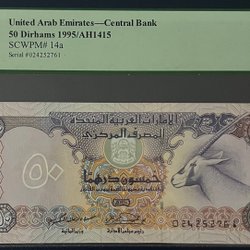 United Arab Emirates—Central Bank
50 Dirhams 1995/AH1415
SCWPM# 14a
Serial #024252761
الإمارات العربية المتحدة
المصرف المركزي
٥٠
خمسون درهما